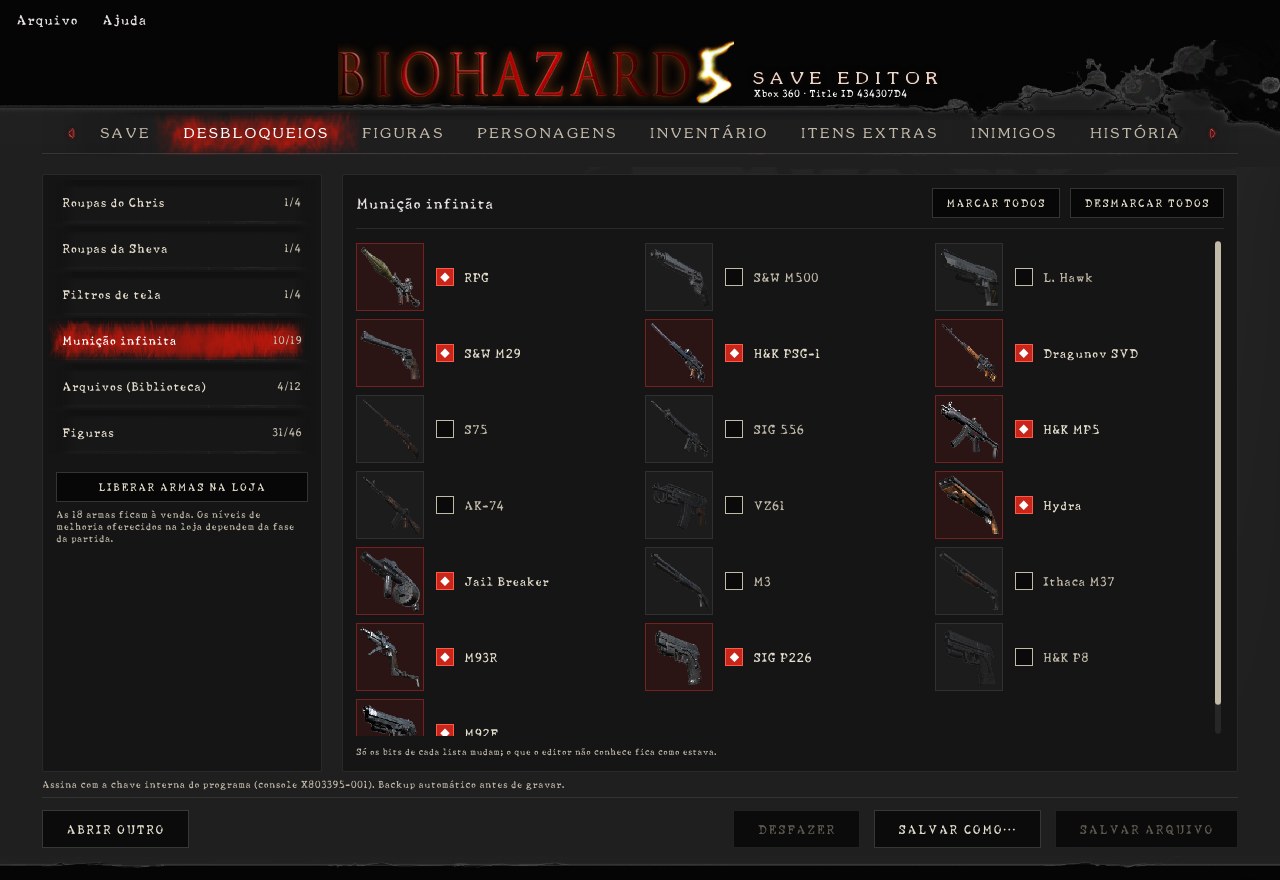 Arquivo Ajuda
BIOHAZARD 5
SAVE EDITOR
Xbox 360 · Title ID 434307D4
SAVE DESBLOQUEIOS FIGURAS PERSONAGENS INVENTÁRIO ITENS EXTRAS INIMIGOS HISTÓRIA
Roupas do Chris 1/4
Roupas da Sheva 1/4
Filtros de tela 1/4
Munição infinita 10/19
Arquivos (Biblioteca) 4/12
Figuras 31/46
LIBERAR ARMAS NA LOJA
As 18 armas ficam à venda. Os níveis de
melhoria oferecidos na loja dependem da fase
da partida.
Munição infinita MARCAR TODOS DESMARCAR TODOS
RPG S&W M500 L. Hawk
S&W M29 H&K PSG-1 Dragunov SVD
S75 SIG 556 H&K MP5
AK-74 VZ61 Hydra
Jail Breaker M3 Ithaca M37
M93R SIG P226 H&K P8
M92F
Só os bits de cada lista mudam; o que o editor não conhece fica como estava.
Assina com a chave interna do programa (console X803395-001). Backup automático antes de gravar.
ABRIR OUTRO DESFAZER SALVAR COMO··· SALVAR ARQUIVO